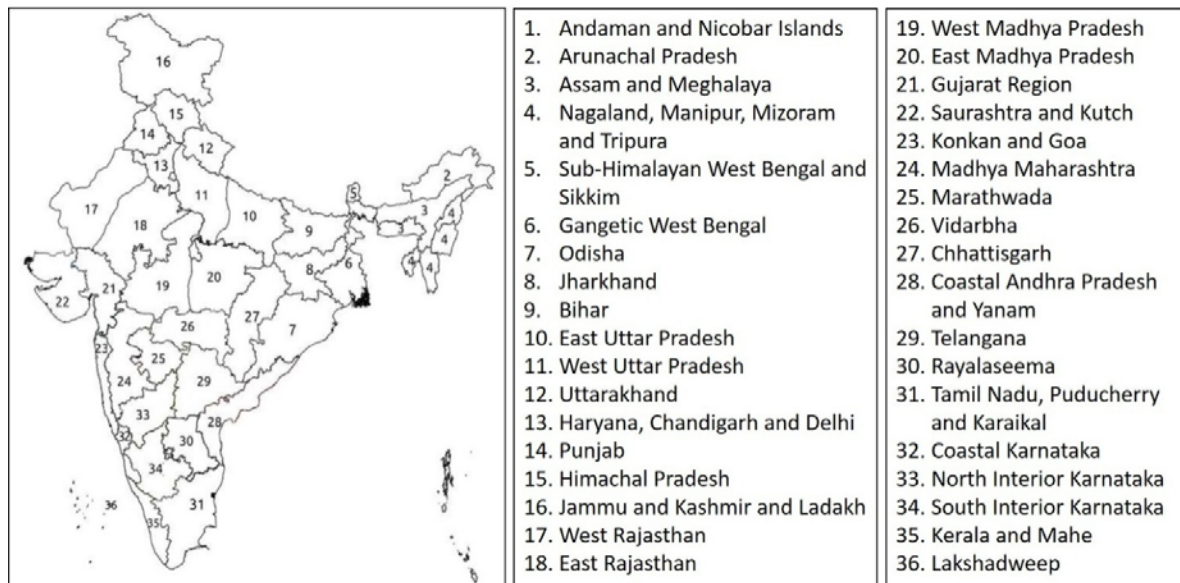 16
15
14
12
13
2
5
11
3
4
17
10
3
18
9
4
6
4
4
8
20
21
19
22
27
7
26
23
25
29
24
33
28
32
30
34
36
31
35
1. Andaman and Nicobar Islands
2 Arunachal Pradesh
3 Assam and Meghalaya
4 Nagaland, Manipur, Mizoram
and Tripura
5. Sub-Himalayan West Bengal and
Sikkim
6. Gangetic West Bengal
7. Odisha
8. Jharkhand
9. Bihar
10. East Uttar Pradesh
11. West Uttar Pradesh
12. Uttarakhand
13. Haryana, Chandigarh and Delhi
14. Punjab
15. Himachal Pradesh
16. Jammu and Kashmir and Ladakh
17. West Rajasthan
18. East Rajasthan
19. West Madhya Pradesh
20. East Madhya Pradesh
21. Gujarat Region
22. Saurashtra and Kutch
23. Konkan and Goa
24. Madhya Maharashtra
25. Marathwada
26. Vidarbha
27. Chhattisgarh
28. Coastal Andhra Pradesh
and Yanam
29. Telangana
30. Rayalaseema
31. Tamil Nadu, Puducherry
and Karaikal
32. Coastal Karnataka
33. North Interior Karnataka
34. South Interior Karnataka
35. Kerala and Mahe
36. Lakshadweep